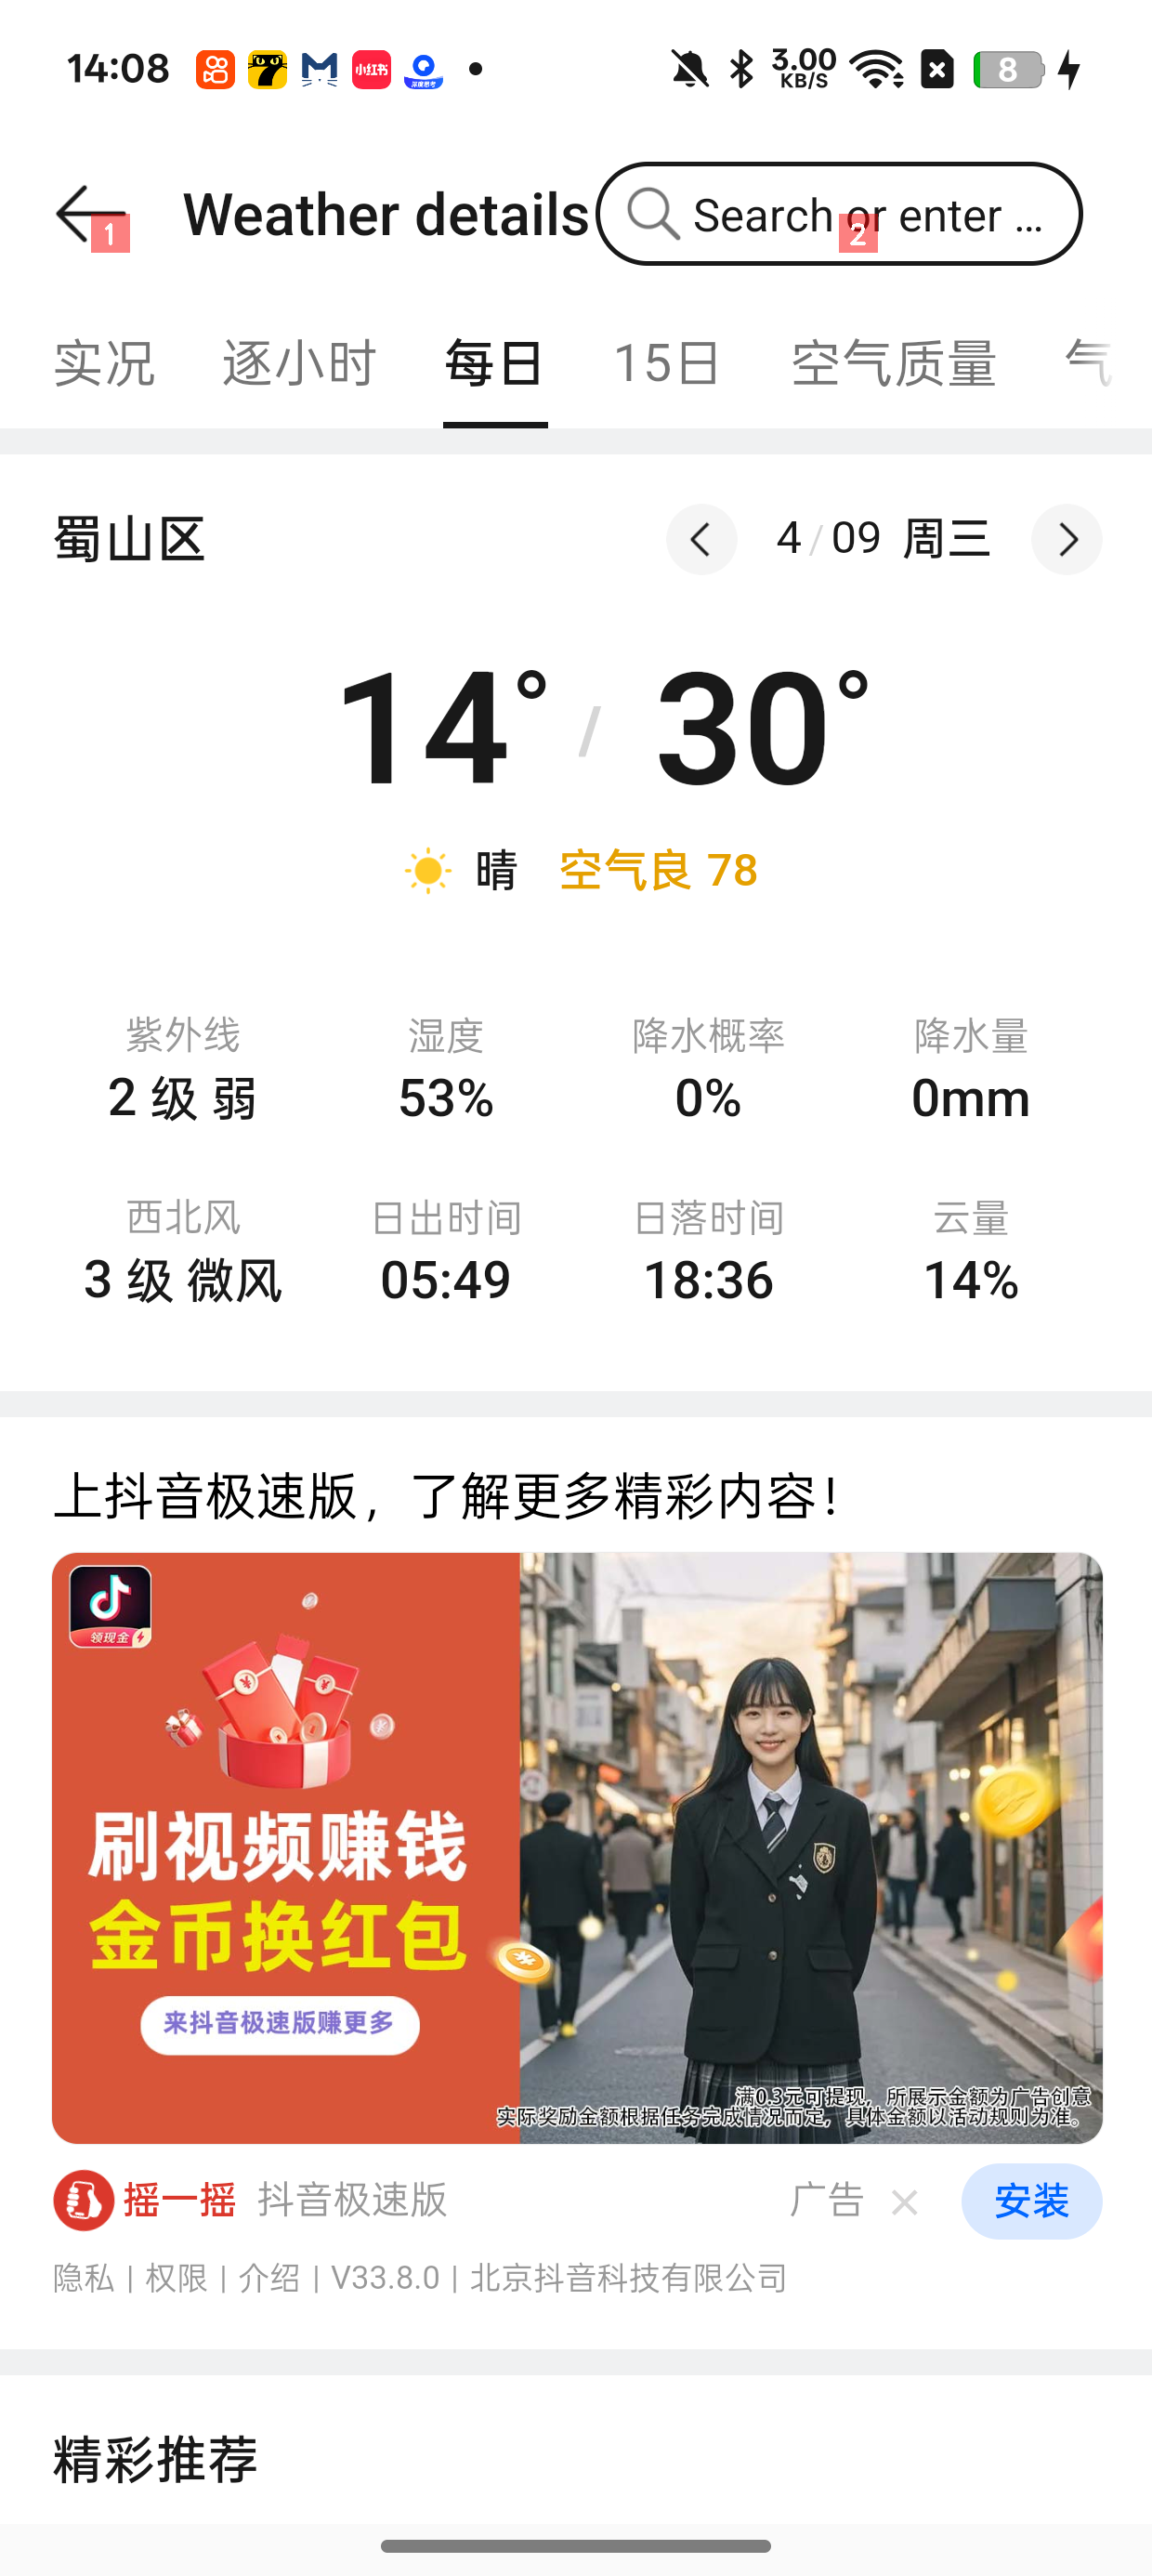 14:08
小红书
深度思考
3.00
KB/S
8
1
Weather details
Search or enter ...
2
实况 逐小时 每日 15日 空气质量 气
蜀山区
4/09 周三
14° / 30°
晴 空气良 78
紫外线 湿度 降水概率 降水量
2 级 弱 53% 0% 0mm
西北风 日出时间 日落时间 云量
3 级 微风 05:49 18:36 14%
上抖音极速版，了解更多精彩内容！
领现金
刷视频赚钱
金币换红包
来抖音极速版赚更多
满0.3元可提现，所展示金额为广告创意
实际奖励金额根据任务完成情况而定，具体金额以活动规则为准。
摇一摇 抖音极速版 广告 × 安装
隐私 | 权限 | 介绍 | V33.8.0 | 北京抖音科技有限公司
精彩推荐